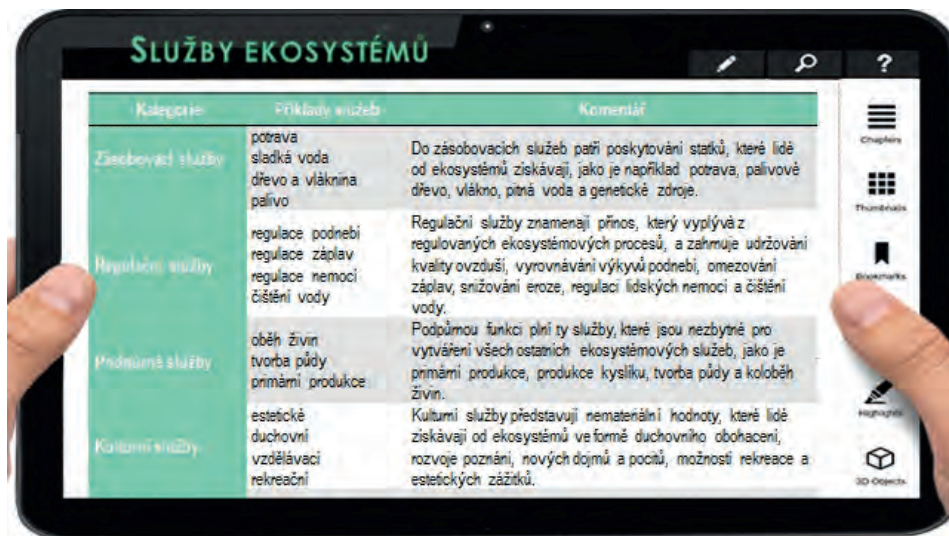 SLUŽBY EKOSYSTÉMŮ
?
Kategorie Příklady služeb Komentář
Zásobovací služby
potrava
sladká voda
dřevo a vláknina
palivo
Do zásobovacích služeb patří poskytování statků, které lidé
od ekosystémů získávají, jako je například potrava, palivové
dřevo, vlákno, pitná voda a genetické zdroje.
Regulační služby
regulace podnebí
regulace záplav
regulace nemocí
čištění vody
Regulační služby znamenají přínos, který vyplývá z
regulovaných ekosystémových procesů, a zahrnuje udržování
kvality ovzduší, vyrovnávání výkyvů podnebí, omezování
záplav, snižování eroze, regulaci lidských nemocí a čištění
vody.
Podpůrné služby
oběh živin
tvorba půdy
primární produkce
Podpůrnou funkci plní ty služby, které jsou nezbytné pro
vytváření všech ostatních ekosystémových služeb, jako je
primární produkce, produkce kyslíku, tvorba půdy a koloběh
živin.
Kulturní služby
estetické
duchovní
vzdělávací
rekreační
Kulturní služby představují nemateriální hodnoty, které lidé
získávají od ekosystémů ve formě duchovního obohacení,
rozvoje poznání, nových dojmů a pocitů, možností rekreace a
estetických zážitků.
Chapters
Thumbnails
Bookmarks
Highlights
3D-Objects